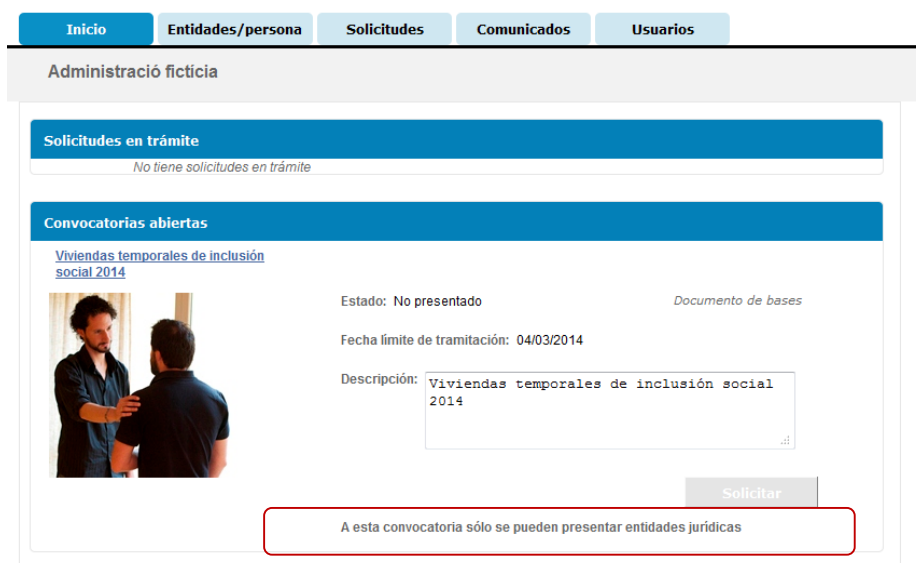 Inicio
Entidades/persona
Solicitudes
Comunicados
Usuarios
Administració fictícia
Solicitudes en trámite
No tiene solicitudes en trámite
Convocatorias abiertas
Viviendas temporales de inclusión
social 2014
Estado: No presentado
Documento de bases
Fecha límite de tramitación: 04/03/2014
Descripción:
Viviendas temporales de inclusión social
2014
Solicitar
A esta convocatoria sólo se pueden presentar entidades jurídicas